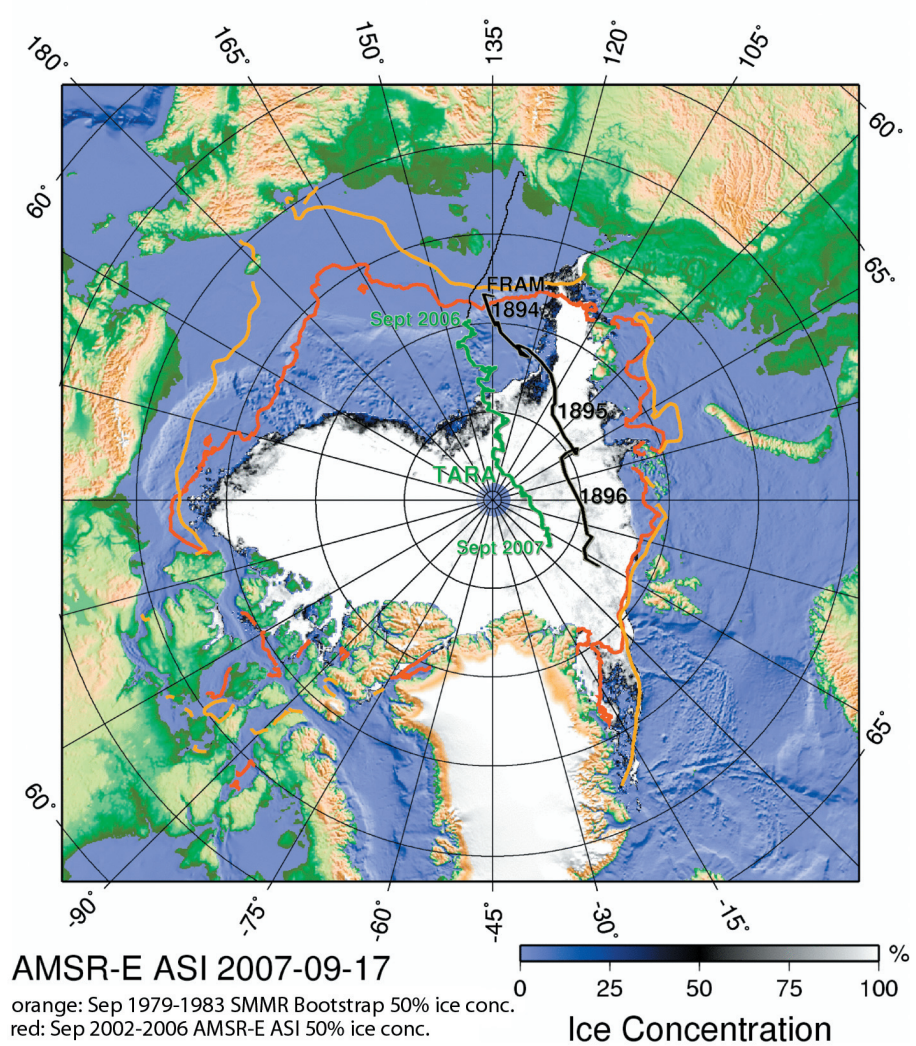 180°
165°
150°
135°
120°
105°
60°
60°
65°
FRAM
1894
Sept 2006
1895
TARA
1896
Sept 2007
65°
60°
-90°
-75°
-60°
-45°
-30°
-15°
AMSR-E ASI 2007-09-17
orange: Sep 1979-1983 SMMR Bootstrap 50% ice conc.
red: Sep 2002-2006 AMSR-E ASI 50% ice conc.
%
0 25 50 75 100
Ice Concentration